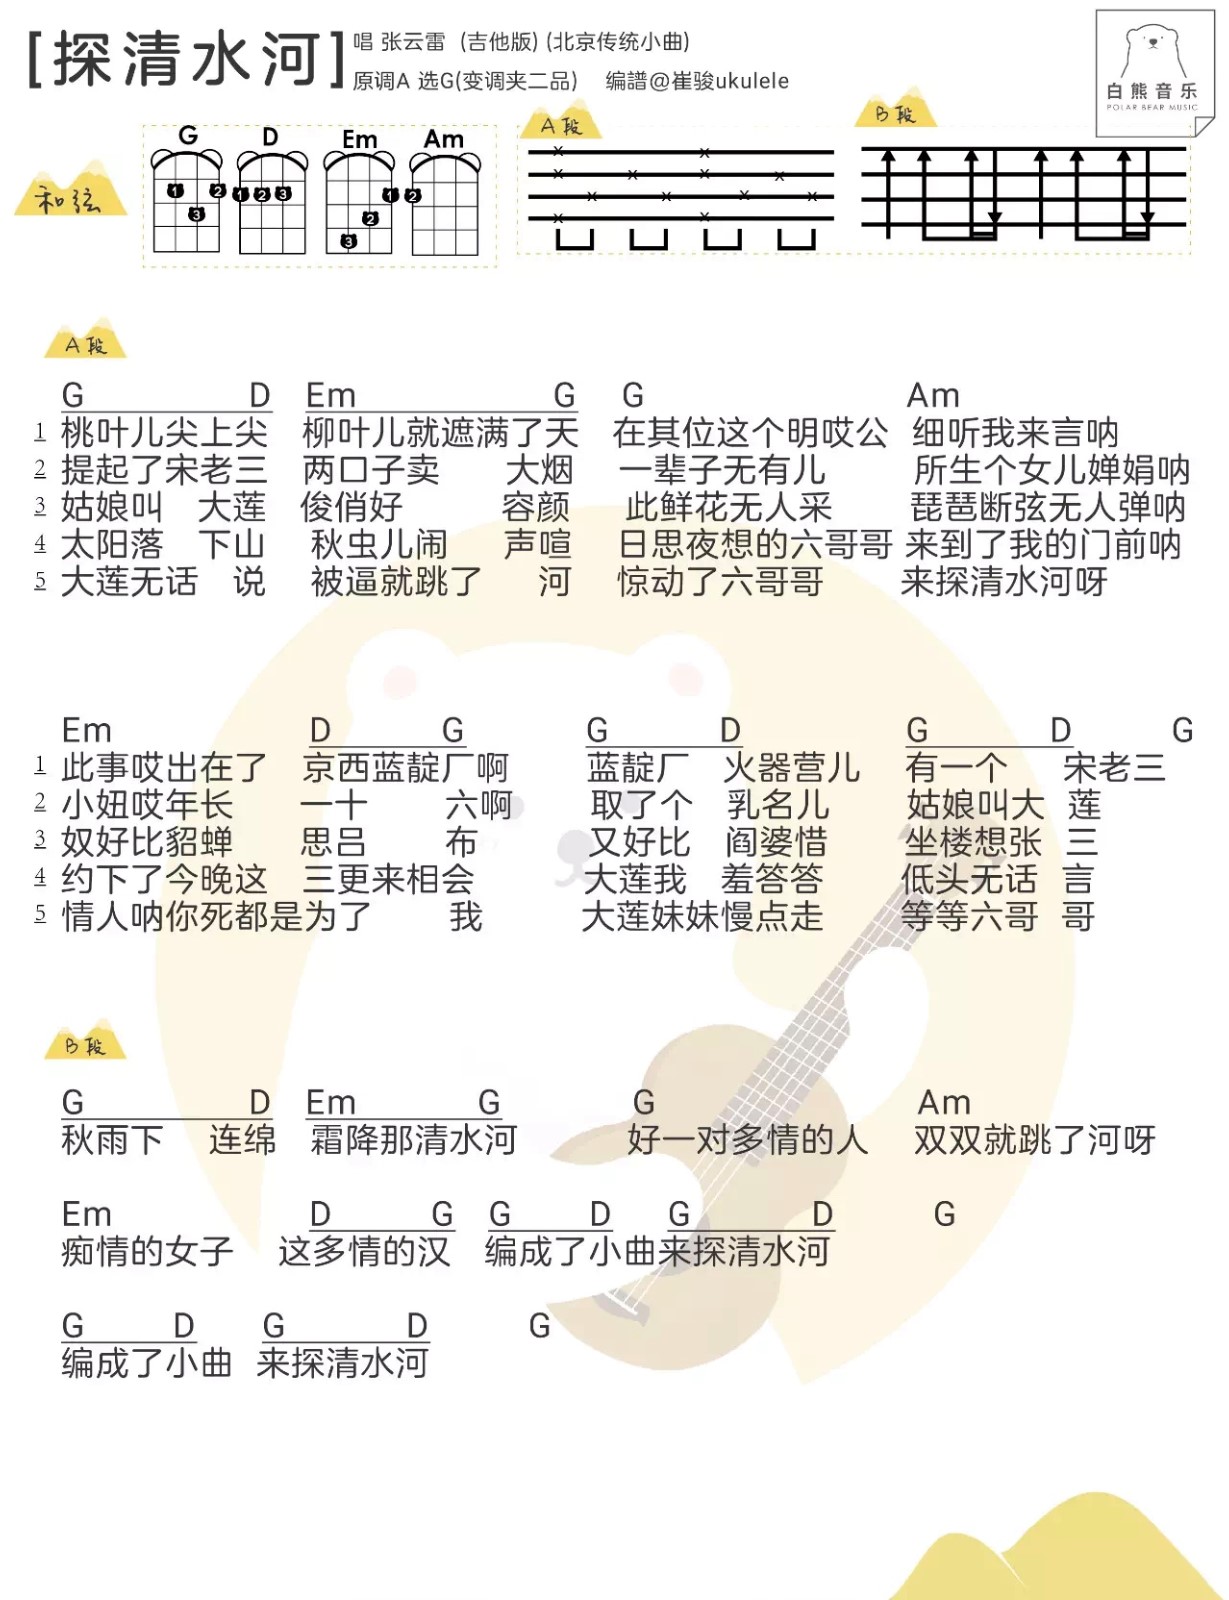 [探清水河]
唱 张云雷 (吉他版) (北京传统小曲)
原调A 选G(变调夹二品) 编譜@崔骏ukulele
白熊音乐
POLAR BEAR MUSIC
和弦
G D Em Am
1 2 3 1 2 3 1 2 3 2
A段
B段
A段
G D Em G G Am
1 桃叶儿尖上尖 柳叶儿就遮满了天 在其位这个明哎公 细听我来言呐
2 提起了宋老三 两口子卖 大烟 一辈子无有儿 所生个女儿婵娟呐
3 姑娘叫 大莲 俊俏好 容颜 此鲜花无人采 琵琶断弦无人弹呐
4 太阳落 下山 秋虫儿闹 声喧 日思夜想的六哥哥 来到了我的门前呐
5 大莲无话 说 被逼就跳了 河 惊动了六哥哥 来探清水河呀
Em D G G D G D G
1 此事哎出在了 京西蓝靛厂啊 蓝靛厂 火器营儿 有一个 宋老三
2 小妞哎年长 一十 六啊 取了个 乳名儿 姑娘叫大 莲
3 奴好比貂蝉 思吕 布 又好比 阎婆惜 坐楼想张 三
4 约下了今晚这 三更来相会 大莲我 羞答答 低头无话 言
5 情人呐你死都是为了 我 大莲妹妹慢点走 等等六哥 哥
B段
G D Em G G Am
秋雨下 连绵 霜降那清水河 好一对多情的人 双双就跳了河呀
Em D G G D G D G
痴情的女子 这多情的汉 编成了小曲来探清水河
G D G D G
编成了小曲 来探清水河